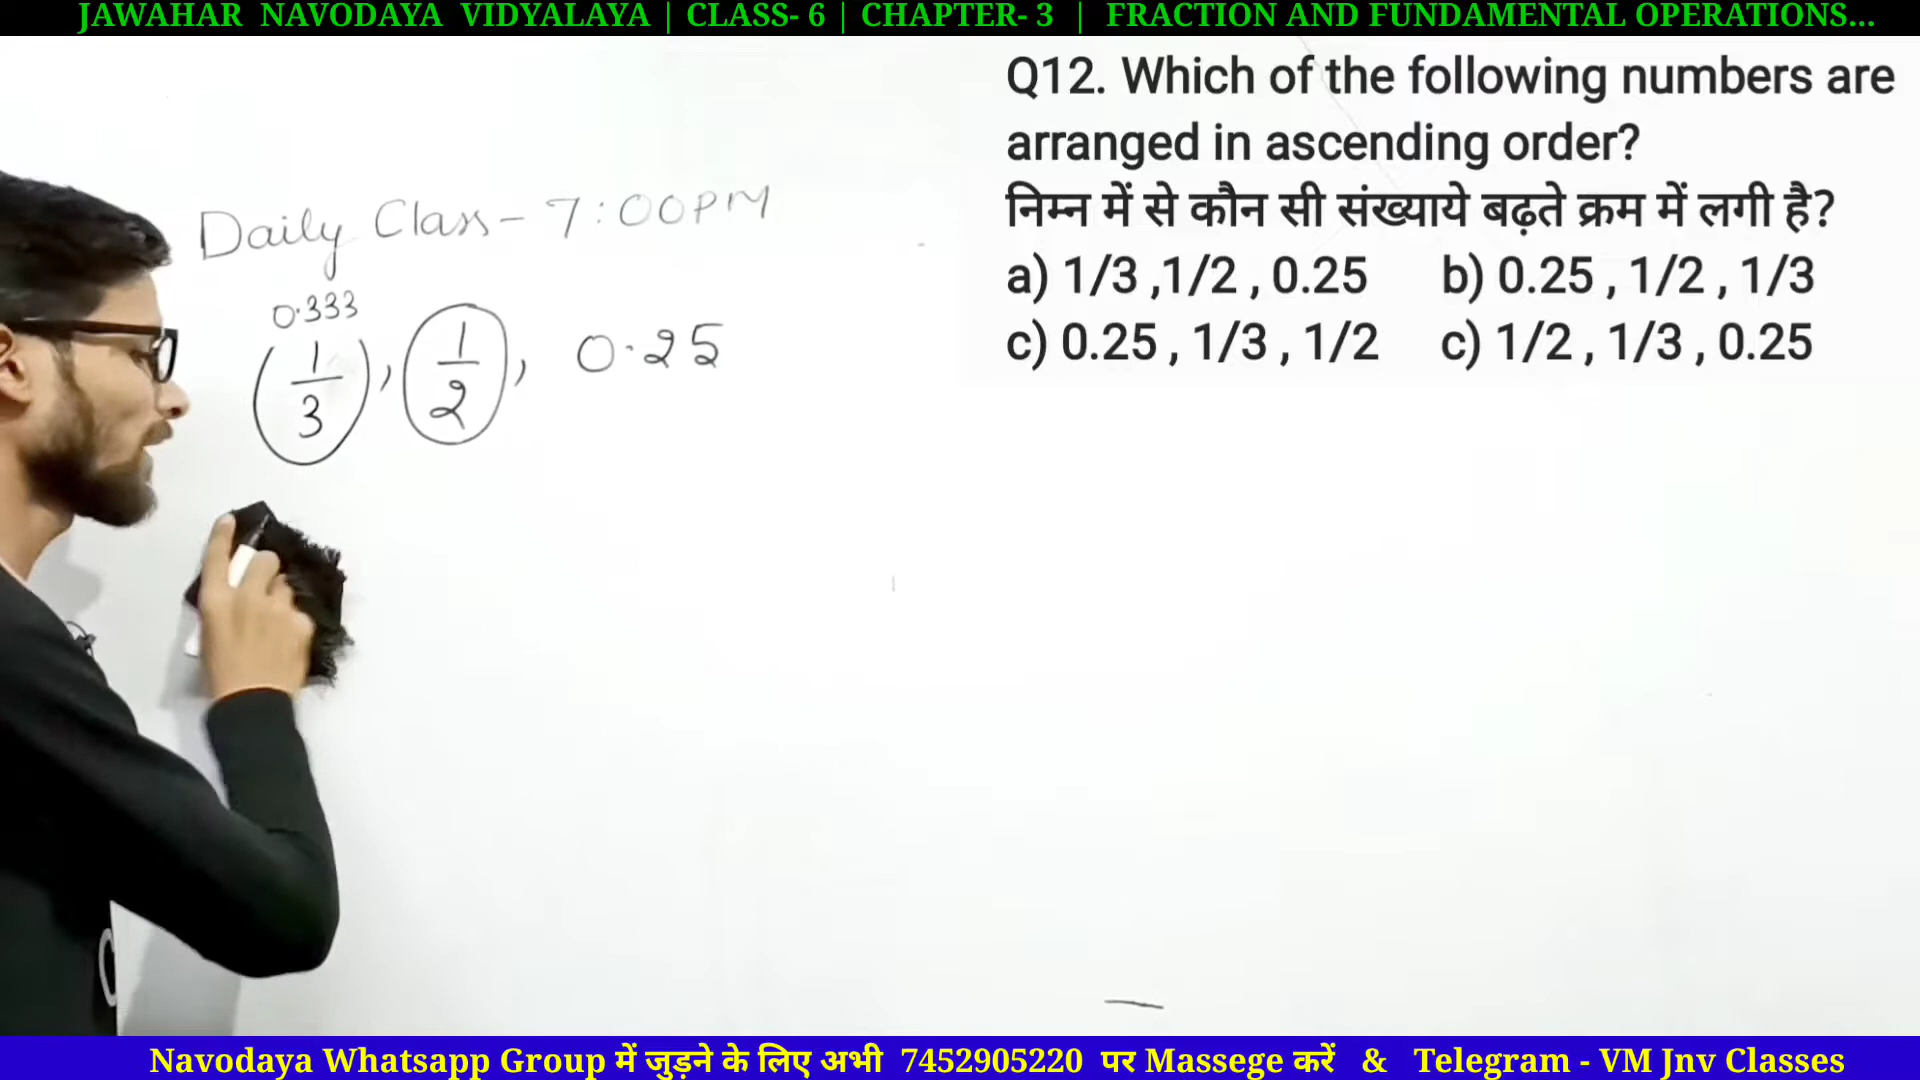 JAWAHAR NAVODAYA VIDYALAYA | CLASS- 6 | CHAPTER- 3 | FRACTION AND FUNDAMENTAL OPERATIONS...
Q12. Which of the following numbers are
arranged in ascending order?
निम्न में से कौन सी संख्याये बढ़ते क्रम में लगी है?
a) 1/3 ,1/2 , 0.25 b) 0.25 , 1/2 , 1/3
c) 0.25 , 1/3 , 1/2 c) 1/2 , 1/3 , 0.25
Daily Class - 7:00PM
0.333
(1/3), (1/2), 0.25
Navodaya Whatsapp Group में जुड़ने के लिए अभी 7452905220 पर Massege करें & Telegram - VM Jnv Classes